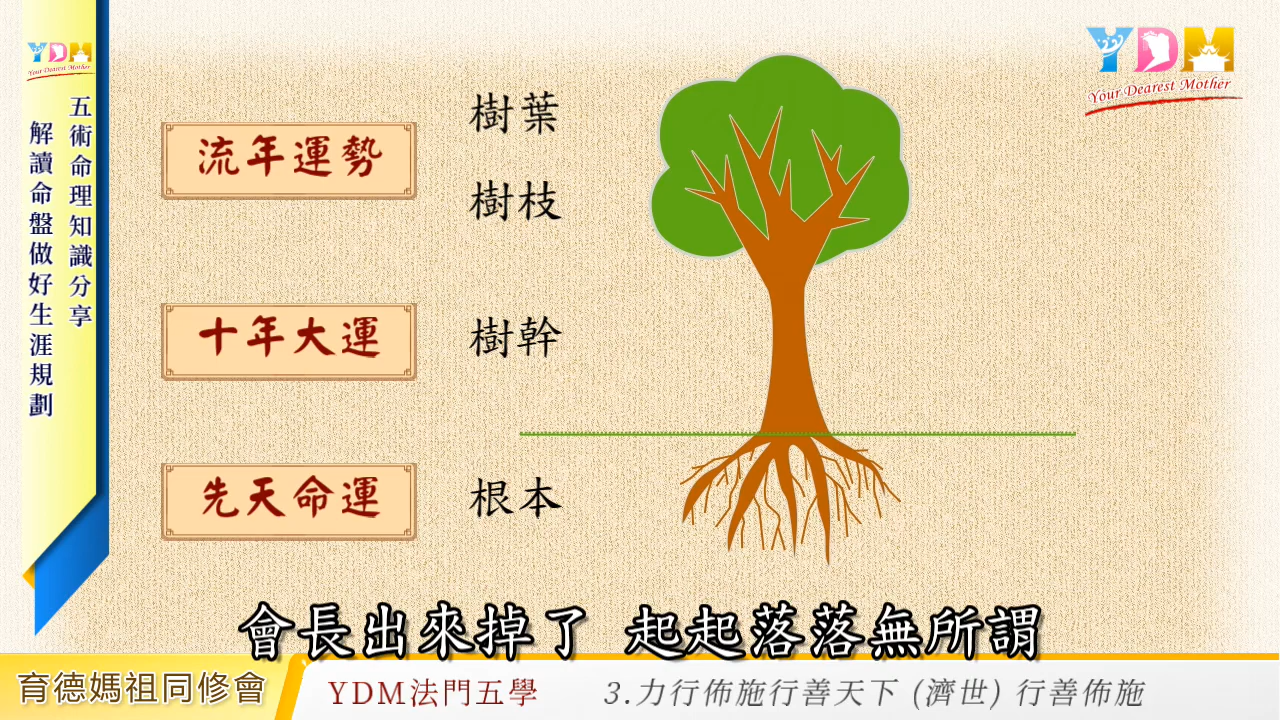 YDM
Your Dearest Mother
五術命理知識分享
解讀命盤做好生涯規劃
YDM
Your Dearest Mother
流年運勢
樹葉
樹枝
十年大運
樹幹
先天命運
根本
會長出來掉了 起起落落無所謂
育德媽祖同修會
YDM法門五學
3.力行佈施行善天下 (濟世) 行善佈施